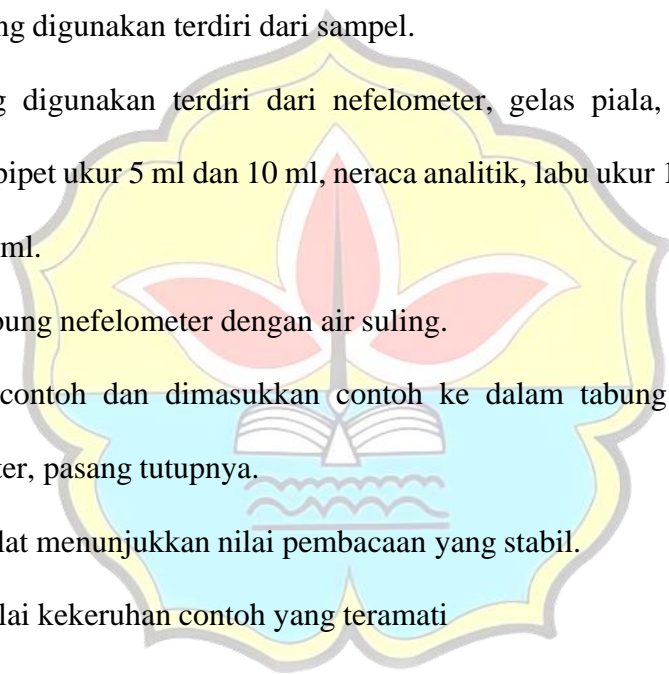 ng digunakan terdiri dari sampel.
g digunakan terdiri dari nefelometer, gelas piala,
pipet ukur 5 ml dan 10 ml, neraca analitik, labu ukur 1
ml.
bung nefelometer dengan air suling.
contoh dan dimasukkan contoh ke dalam tabung
ter, pasang tutupnya.
lat menunjukkan nilai pembacaan yang stabil.
lai kekeruhan contoh yang teramati